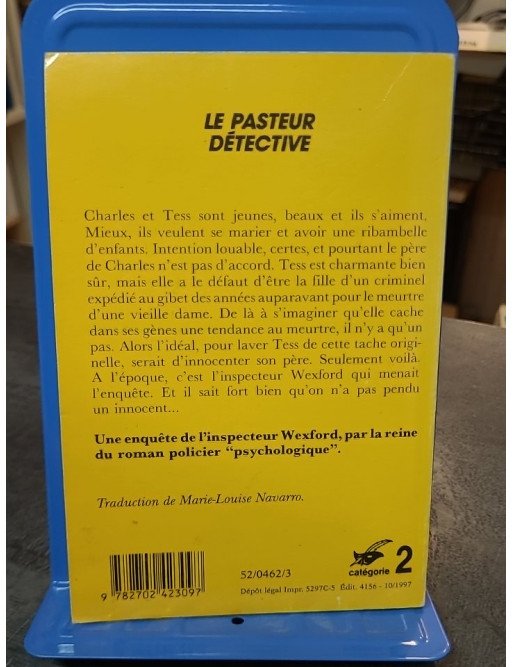 LE PASTEUR
DÉTECTIVE
Charles et Tess sont jeunes, beaux et ils s'aiment.
Mieux, ils veulent se marier et avoir une ribambelle
d'enfants. Intention louable, certes, et pourtant le père
de Charles n'est pas d'accord. Tess est charmante bien
sûr, mais elle a le défaut d'être la fille d'un criminel
expédié au gibet des années auparavant pour le meurtre
d'une vieille dame. De là à s'imaginer qu'elle cache
dans ses gènes une tendance au meurtre, il n'y a qu'un
pas. Alors l'idéal, pour laver Tess de cette tache origi-
nelle, serait d'innocenter son père. Seulement voilà.
A l'époque, c'est l'inspecteur Wexford qui menait
l'enquête. Et il sait fort bien qu'on n'a pas pendu
un innocent...
Une enquête de l'inspecteur Wexford, par la reine
du roman policier "psychologique".
Traduction de Marie-Louise Navarro.
9 782702 423097
52/0462/3
Dépôt légal Impr. 5297C-5 Édit. 4156 - 10/1997
catégorie 2